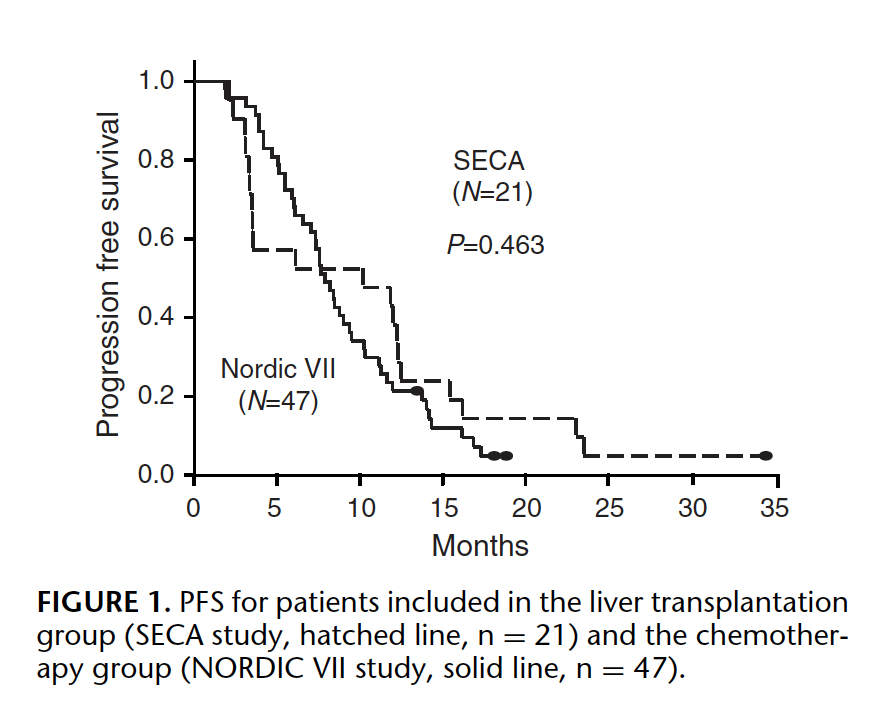 Progression free survival
1.0
0.8
0.6
0.4
0.2
0.0
SECA
(N=21)
P=0.463
Nordic VII
(N=47)
0 5 10 15 20 25 30 35
Months
FIGURE 1. PFS for patients included in the liver transplantation
group (SECA study, hatched line, n = 21) and the chemother-
apy group (NORDIC VII study, solid line, n = 47).